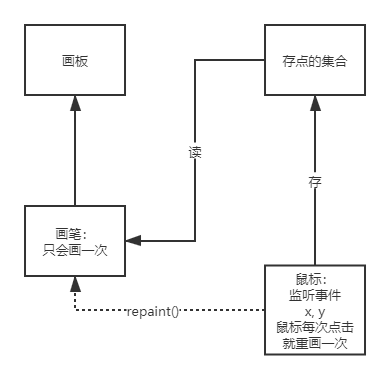 画板
存点的集合
读
存
画笔：
只会画一次
鼠标：
监听事件
x, y
鼠标每次点击
就重画一次
repaint()